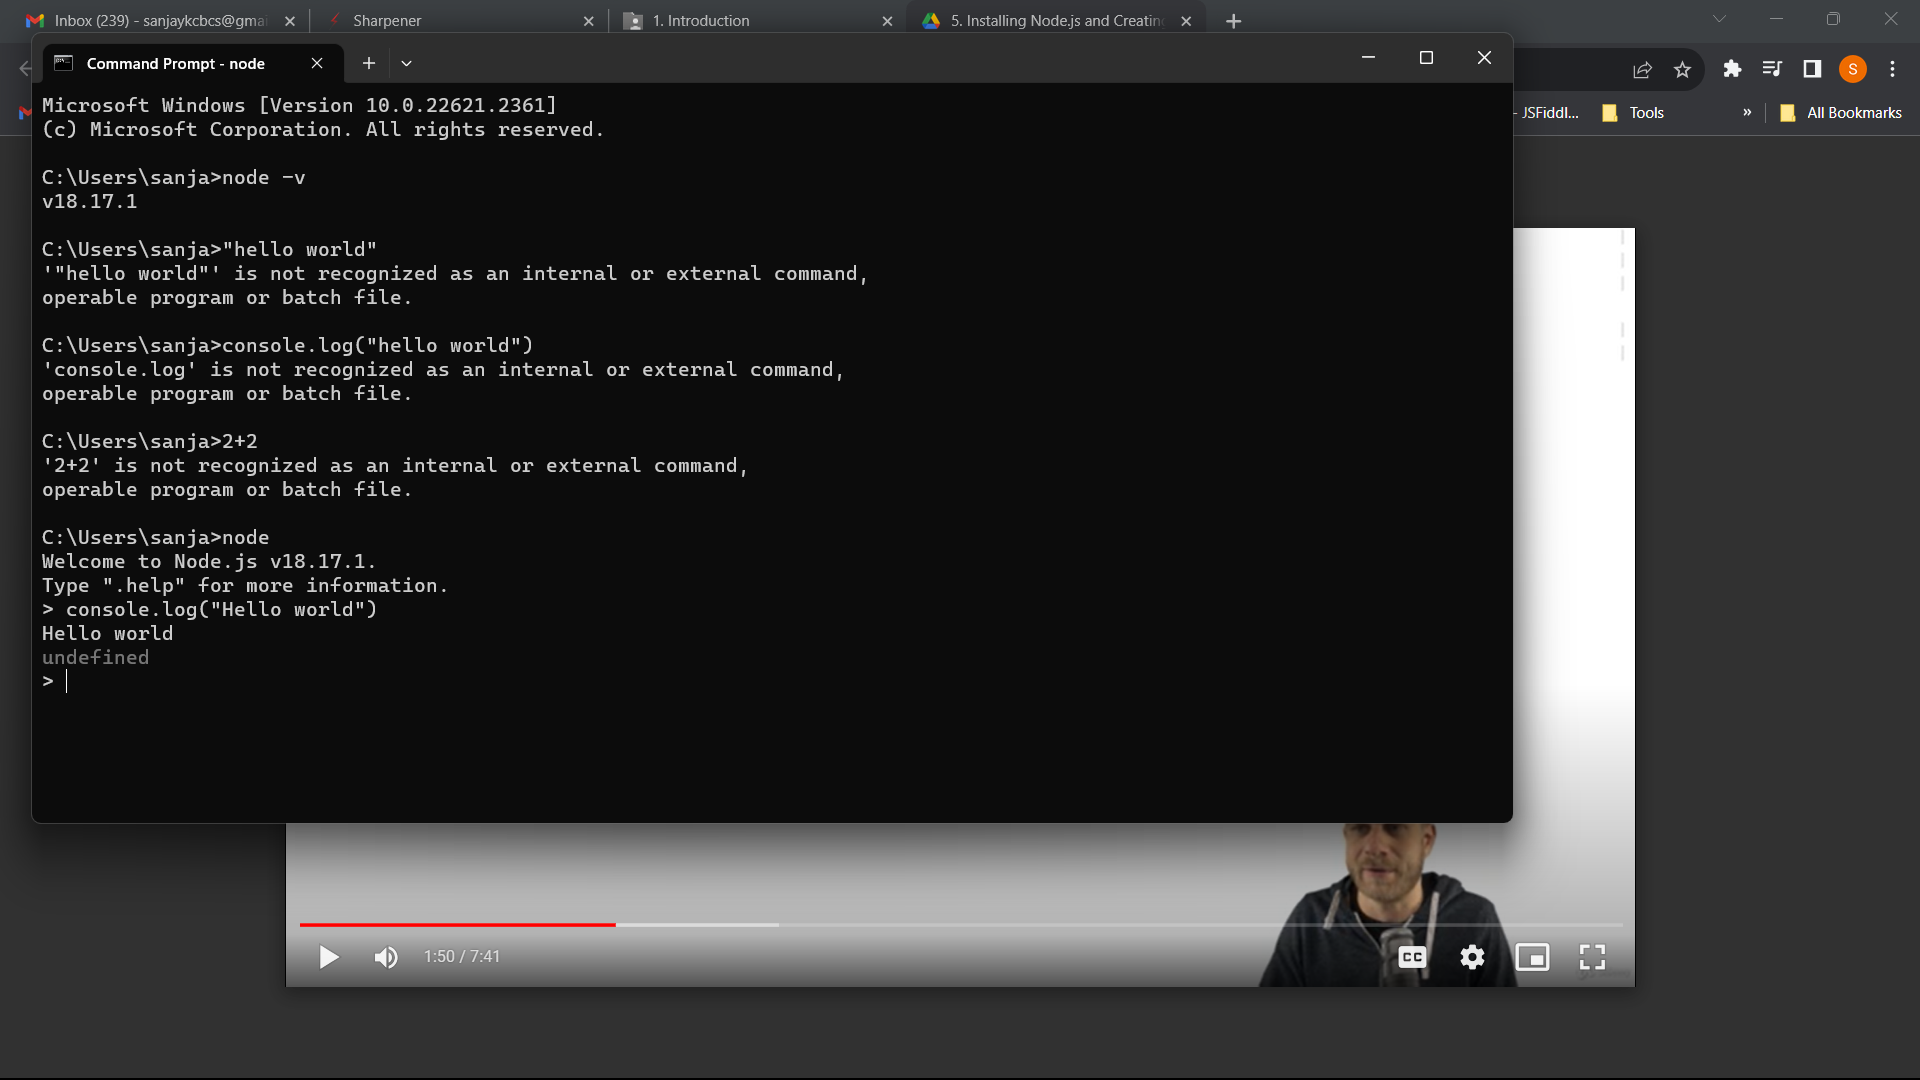 Inbox (239) - sanjaykcbcs@gmai
Sharpener
1. Introduction
5. Installing Node.js and Creatin
Command Prompt - node
S
- JSFiddl...
Tools
»
All Bookmarks
Microsoft Windows [Version 10.0.22621.2361]
(c) Microsoft Corporation. All rights reserved.
C:\Users\sanja>node -v
v18.17.1
C:\Users\sanja>"hello world"
'"hello world"' is not recognized as an internal or external command,
operable program or batch file.
C:\Users\sanja>console.log("hello world")
'console.log' is not recognized as an internal or external command,
operable program or batch file.
C:\Users\sanja>2+2
'2+2' is not recognized as an internal or external command,
operable program or batch file.
C:\Users\sanja>node
Welcome to Node.js v18.17.1.
Type ".help" for more information.
> console.log("Hello world")
Hello world
undefined
>
1:50 / 7:41
CC